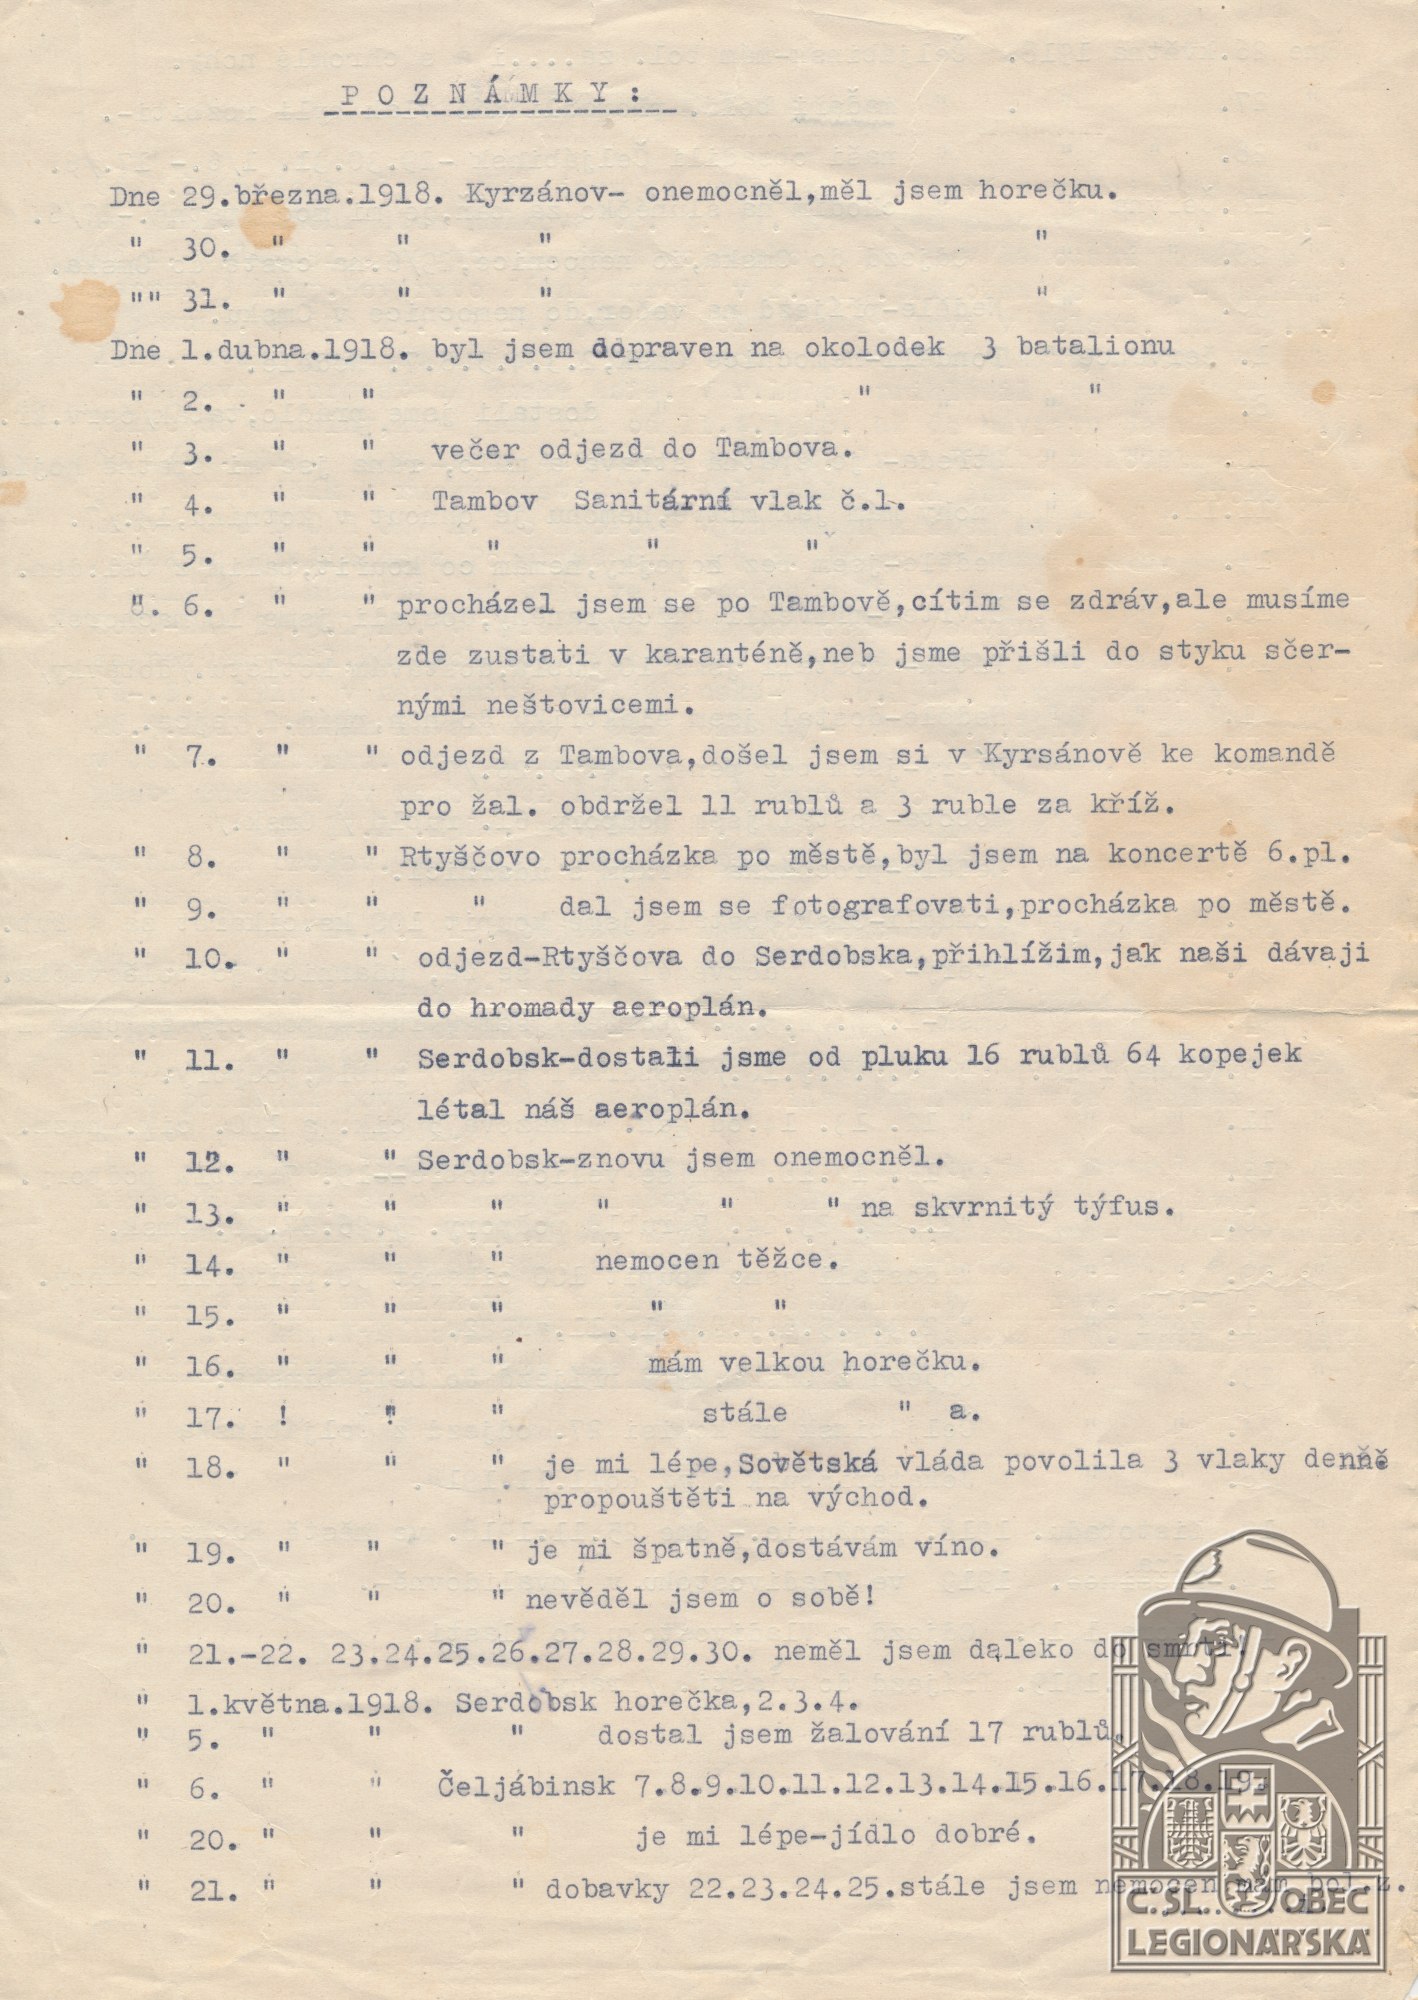 POZNÁMKY:
Dne 29.března.1918. Kyrzánov- onemocněl,měl jsem horečku.
" 30. " " " "
"" 31. " " " "
Dne 1.dubna.1918. byl jsem dopraven na okolodek 3 batalionu
" 2. " " " "
" 3. " " večer odjezd do Tambova.
" 4. " " Tambov Sanitární vlak č.1.
" 5. " " " " "
". 6. " " procházel jsem se po Tambově,cítim se zdráv,ale musíme
zde zustati v karanténě,neb jsme přišli do styku sčer-
nými neštovicemi.
" 7. " " odjezd z Tambova,došel jsem si v Kyrsánově ke komandě
pro žal. obdržel 11 rublů a 3 ruble za kříž.
" 8. " " Rtyščovo procházka po městě,byl jsem na koncertě 6.pl.
" 9. " " " dal jsem se fotografovati,procházka po městě.
" 10. " " odjezd-Rtyščova do Serdobska,přihlížim,jak naši dávaji
do hromady aeroplán.
" 11. " " Serdobsk-dostali jsme od pluku 16 rublů 64 kopejek
létal náš aeroplán.
" 12. " " Serdobsk-znovu jsem onemocněl.
" 13. " " " " " " na skvrnitý týfus.
" 14. " " " nemocen těžce.
" 15. " " " " "
" 16. " " " mám velkou horečku.
" 17. ! " " stále " a.
" 18. " " " je mi lépe,Sovětská vláda povolila 3 vlaky denně
propouštěti na východ.
" 19. " " " je mi špatně,dostávám víno.
" 20. " " " nevěděl jsem o sobě!
" 21.-22. 23.24.25.26.27.28.29.30. neměl jsem daleko do smrti!
" 1.května.1918. Serdobsk horečka,2.3.4.
" 5. " " " dostal jsem žalování 17 rublů.
" 6. " " Čeljábinsk 7.8.9.10.11.12.13.14.15.16.17.18.19.
" 20. " " " je mi lépe-jídlo dobré.
" 21. " " " dobavky 22.23.24.25.stále jsem nemocen mám bol.z.
Č.SL. OBEC
LEGIONÁŘSKÁ